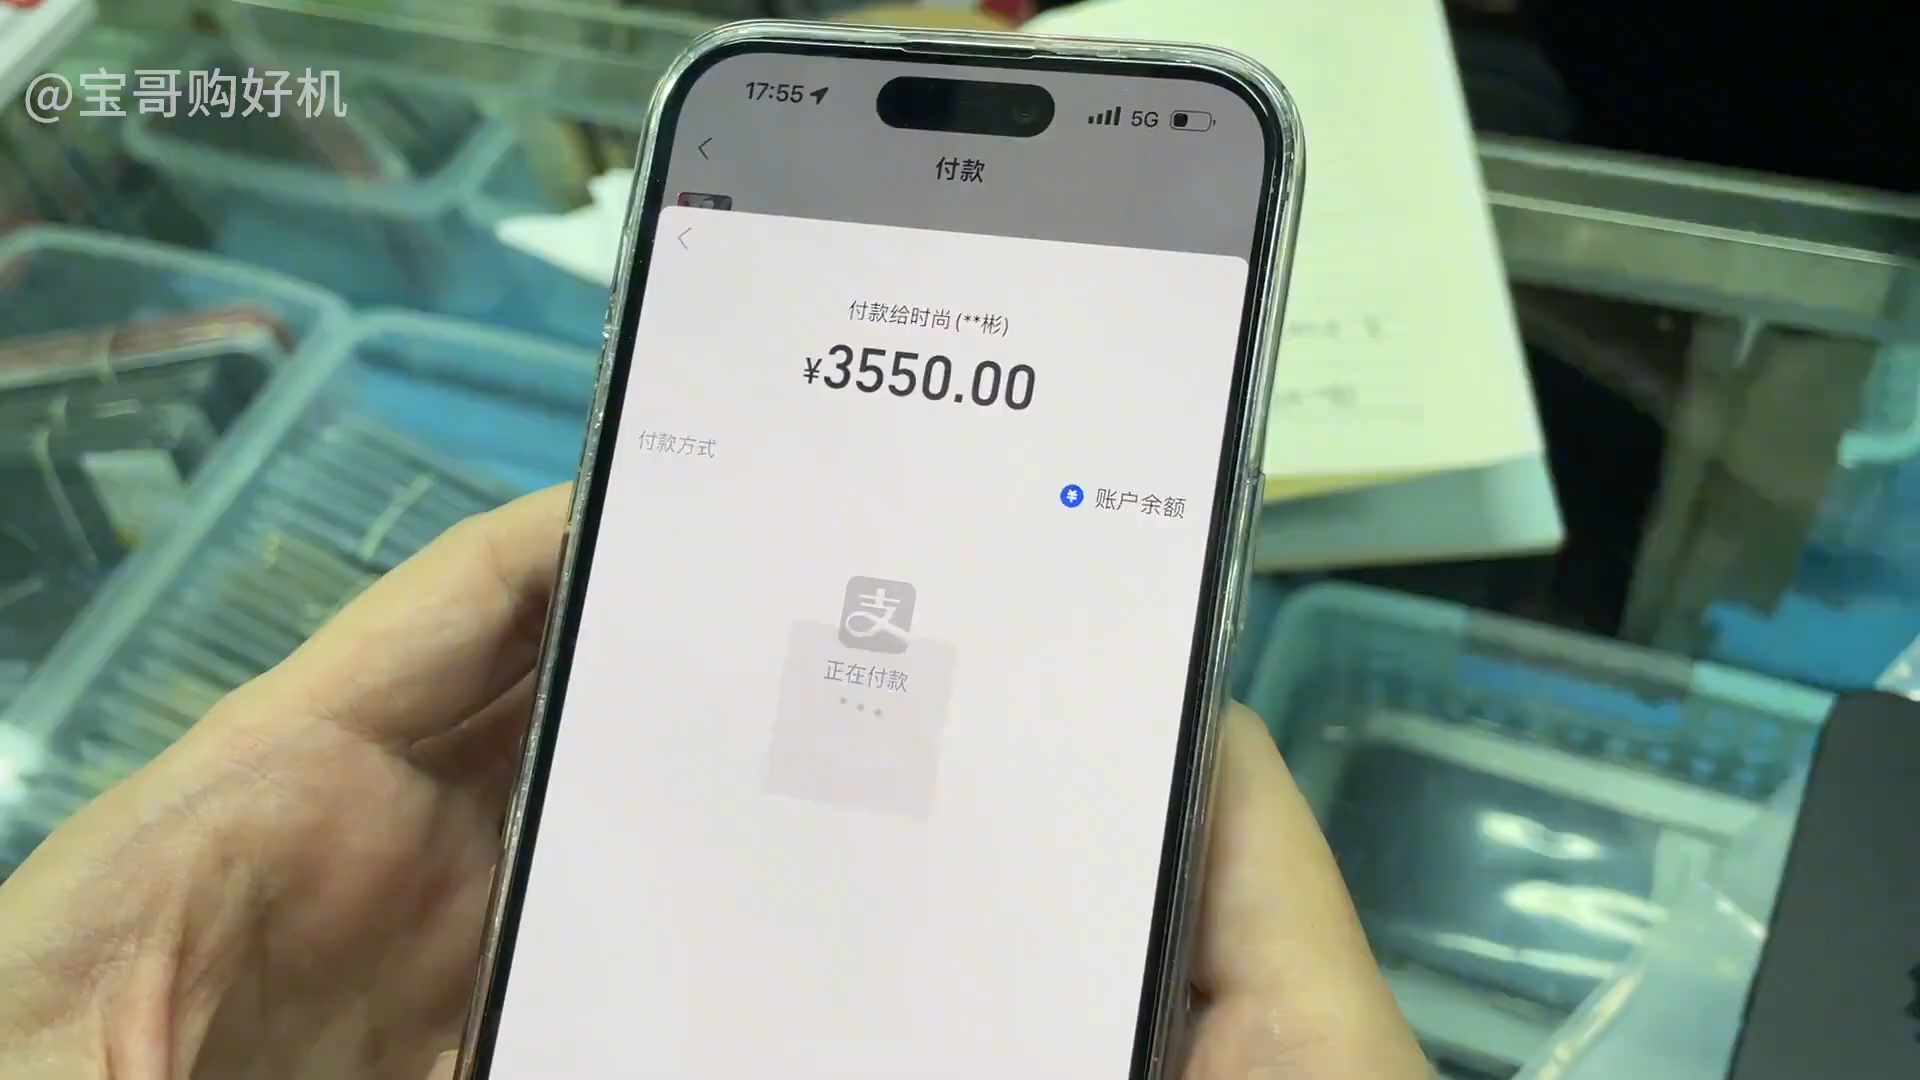 @宝哥购好机
17:55
5G
付款
付款给时尚(**彬)
¥3550.00
付款方式
账户余额
支
正在付款